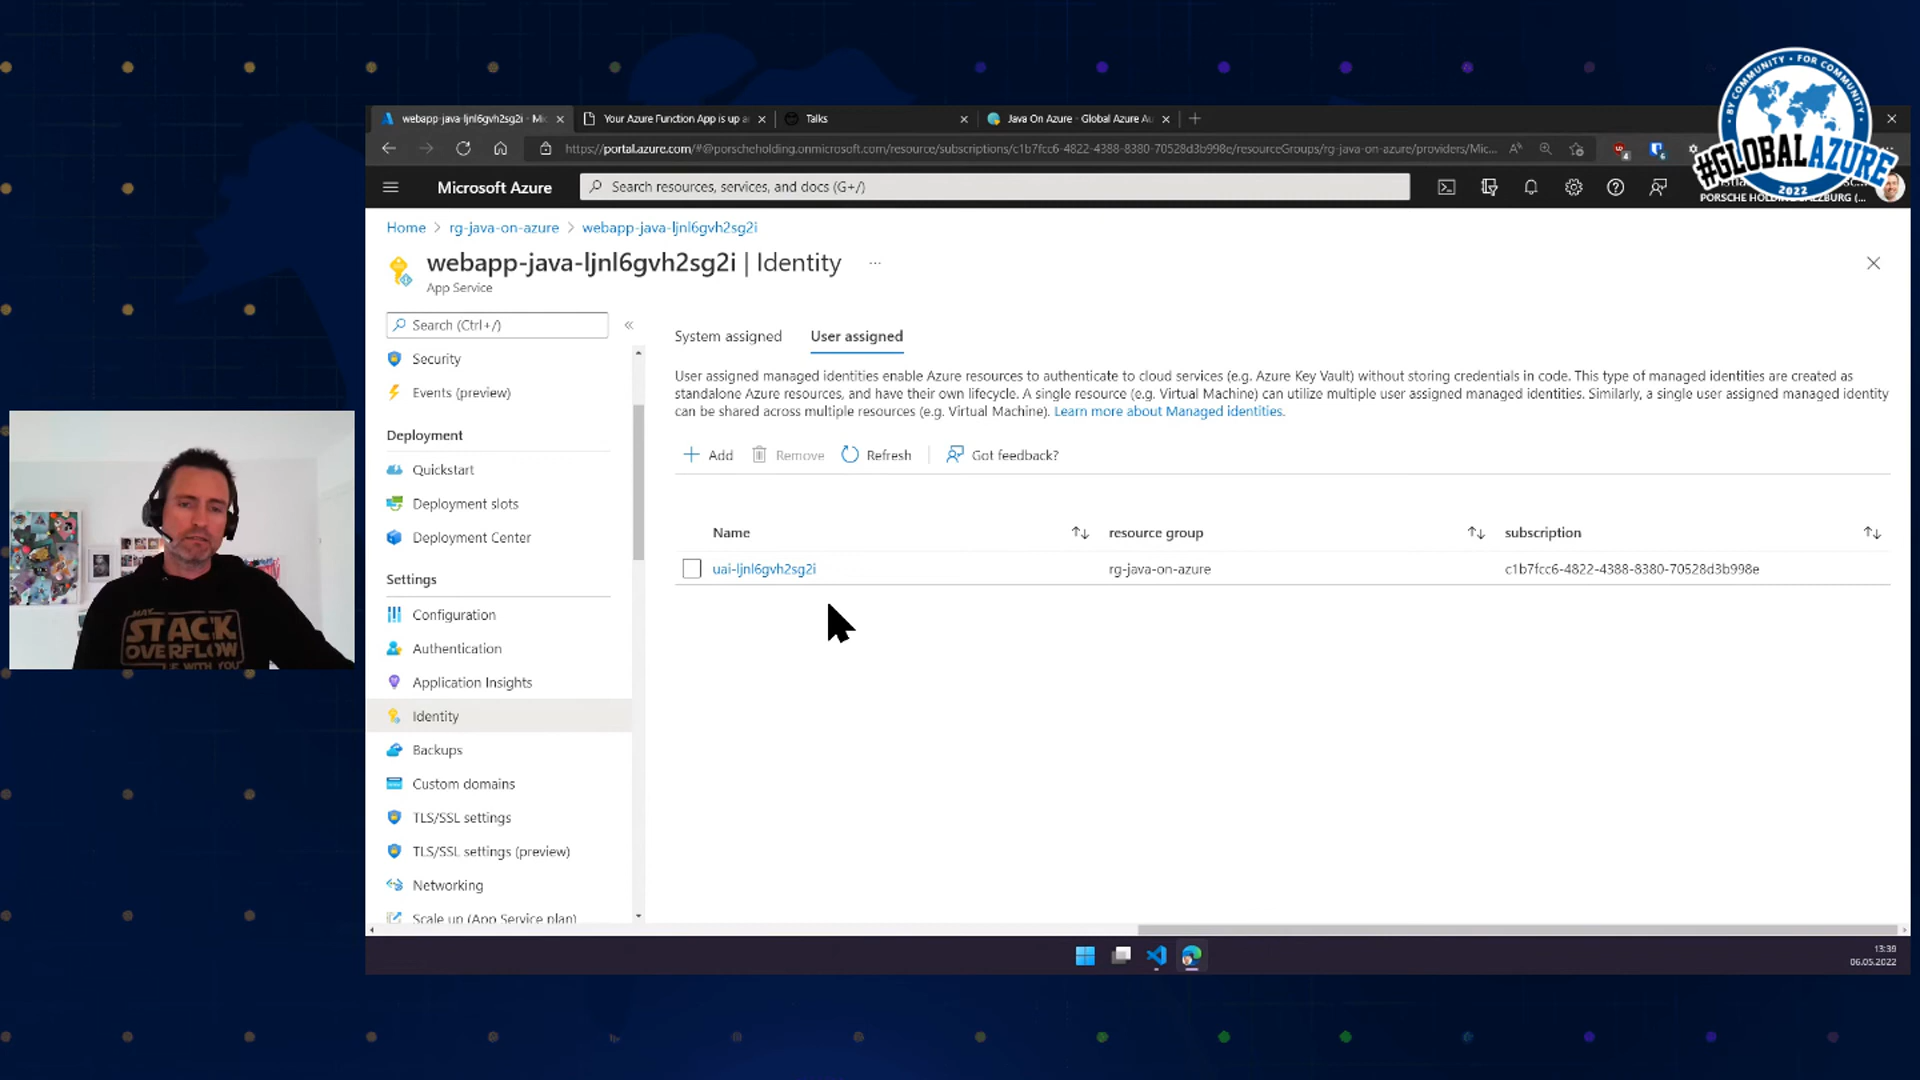 BY COMMUNITY • FOR COMMUNITY
#GLOBALAZURE
2022
webapp-java-ljnl6gvh2sg2i - Mi
Your Azure Function App is up a
Talks
Java On Azure - Global Azure Au
https://portal.azure.com/#@porscheholding.onmicrosoft.com/resource/subscriptions/c1b7fcc6-4822-4388-8380-70528d3b998e/resourceGroups/rg-java-on-azure/providers/Mic...
Microsoft Azure
Search resources, services, and docs (G+/)
Home > rg-java-on-azure > webapp-java-ljnl6gvh2sg2i
webapp-java-ljnl6gvh2sg2i | Identity ...
App Service
Search (Ctrl+/)
«
Security
Events (preview)
Deployment
Quickstart
Deployment slots
Deployment Center
Settings
Configuration
Authentication
Application Insights
Identity
Backups
Custom domains
TLS/SSL settings
TLS/SSL settings (preview)
Networking
Scale up (App Service plan)
System assigned
User assigned
User assigned managed identities enable Azure resources to authenticate to cloud services (e.g. Azure Key Vault) without storing credentials in code. This type of managed identities are created as
standalone Azure resources, and have their own lifecycle. A single resource (e.g. Virtual Machine) can utilize multiple user assigned managed identities. Similarly, a single user assigned managed identity
can be shared across multiple resources (e.g. Virtual Machine). Learn more about Managed identities.
Add
Remove
Refresh
Got feedback?
Name
resource group
subscription
uai-ljnl6gvh2sg2i
rg-java-on-azure
c1b7fcc6-4822-4388-8380-70528d3b998e
MAY
STACK
OVERFLOW
WITH YOU
13:39
06.05.2022